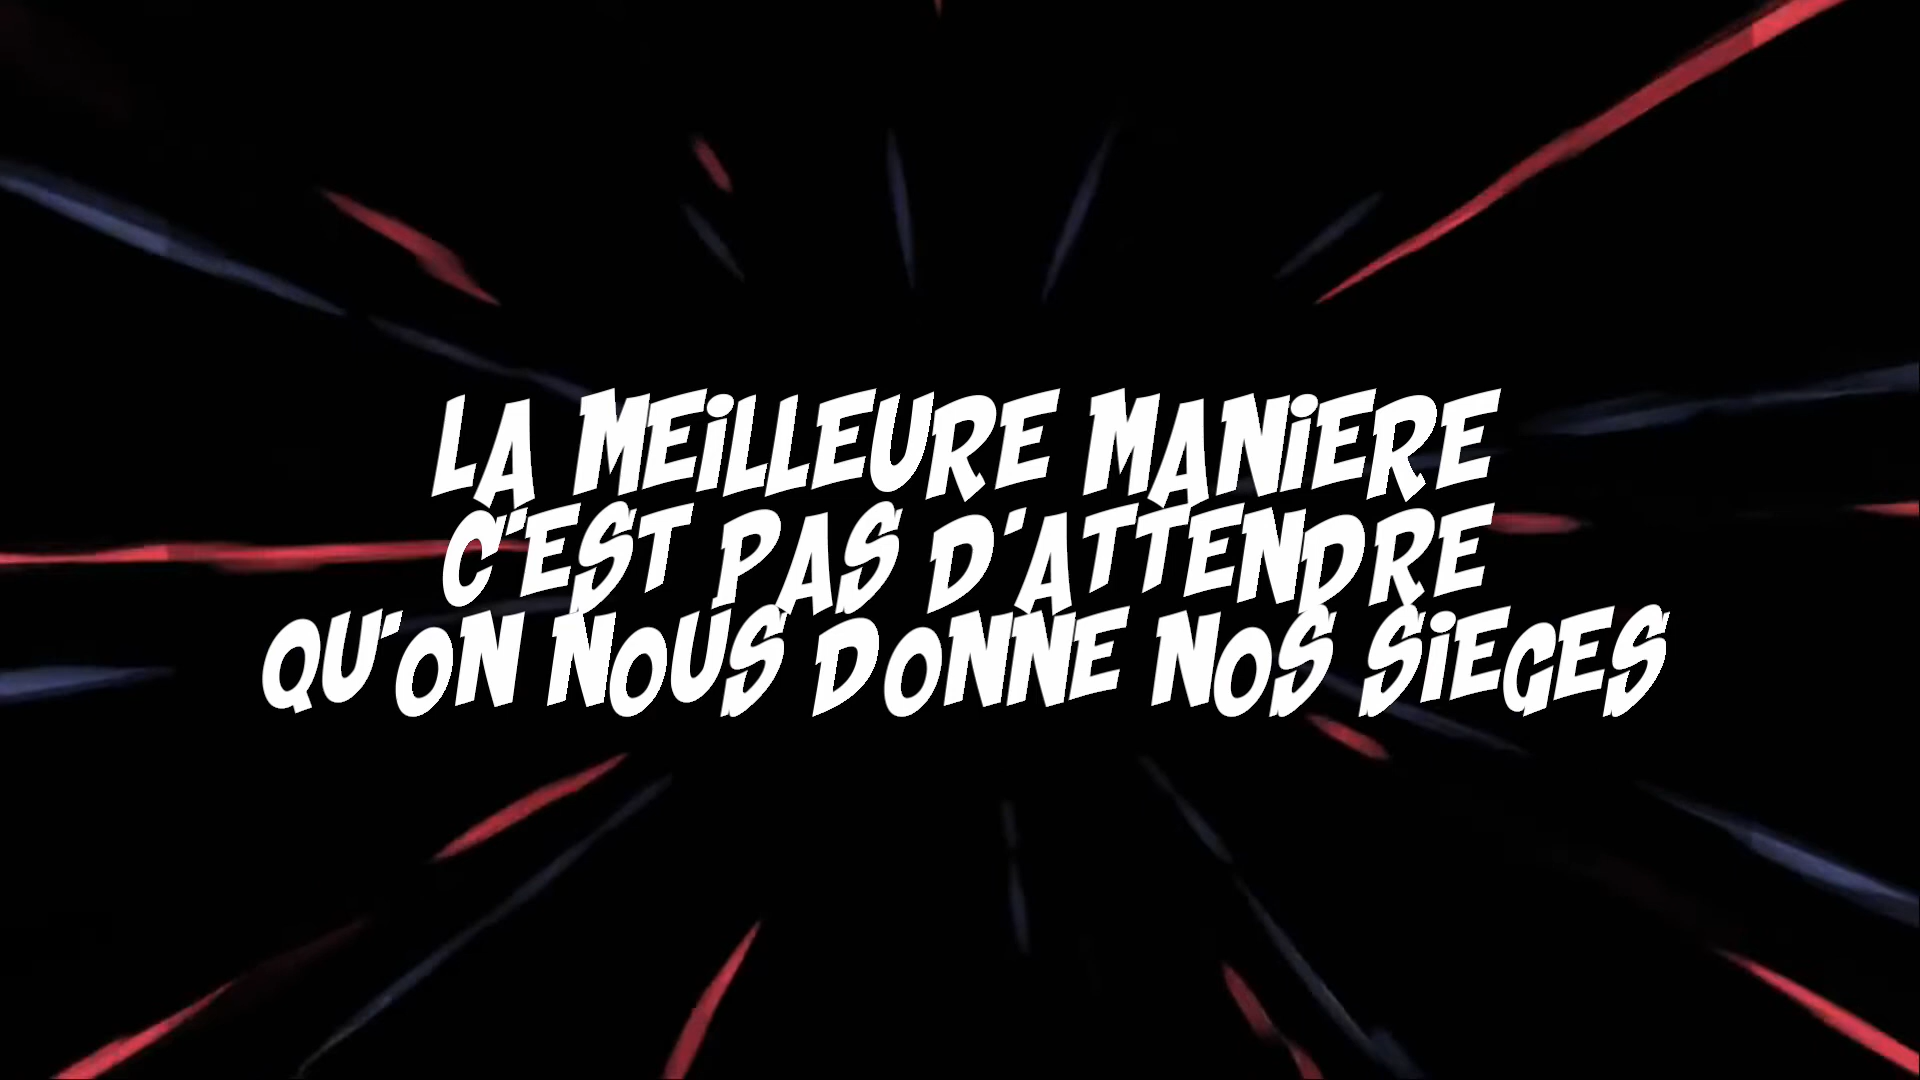 LA MEiLLEURE MANiERE
C'EST PAS D'ATTENDRE
QU'ON NOUS DONNE NOS SiEGES